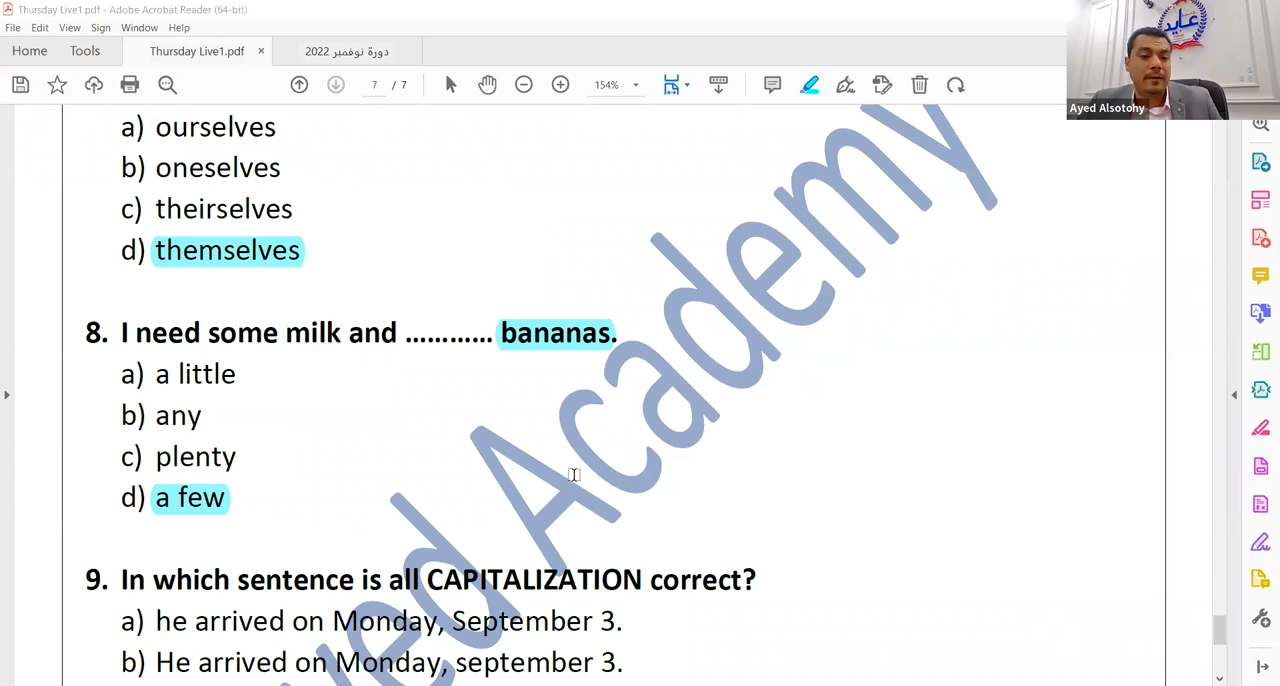 Thursday Live1.pdf - Adobe Acrobat Reader (64-bit)
File Edit View Sign Window Help
Home Tools Thursday Live1.pdf × دورة نوفمبر 2022
7 / 7 154%
عايد
Ayed Alsotohy
a) ourselves
b) oneselves
c) theirselves
d) themselves
8. I need some milk and ............ bananas.
a) a little
b) any
c) plenty
d) a few
9. In which sentence is all CAPITALIZATION correct?
a) he arrived on Monday, September 3.
b) He arrived on Monday, september 3.
yed Academy